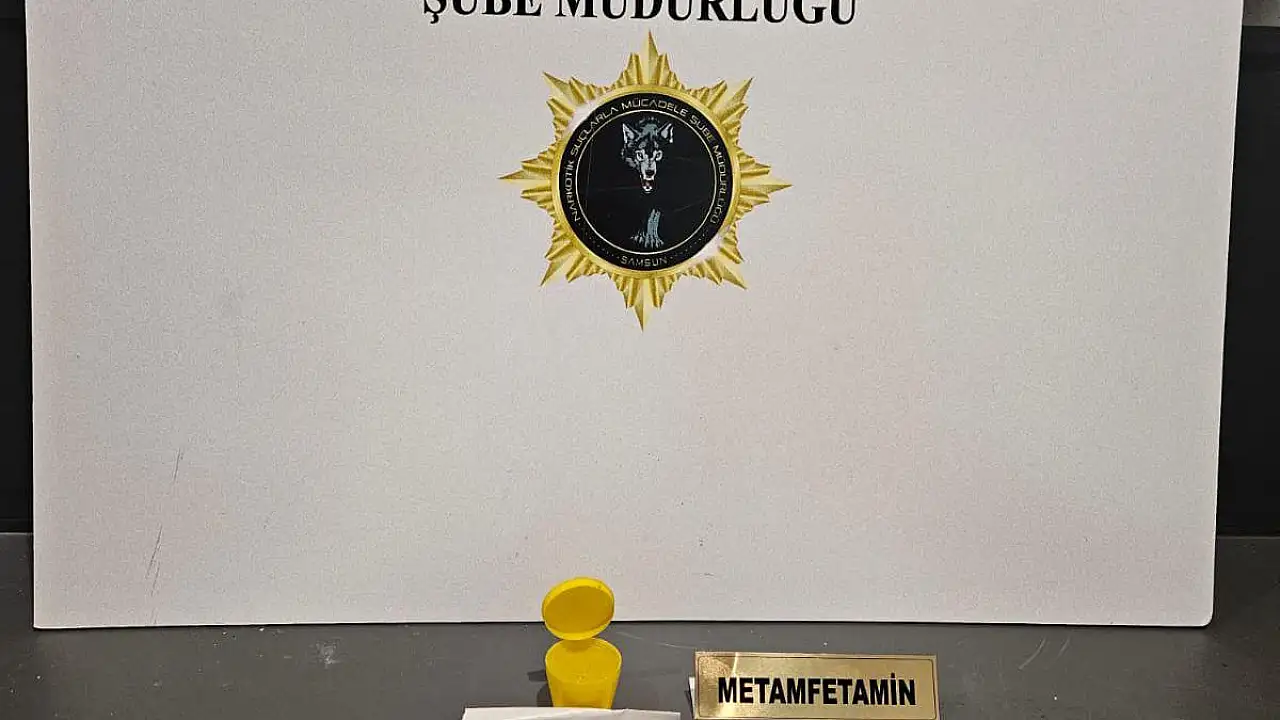 ŞUBE MÜDÜRLÜĞÜ
NARKOTİK SUÇLARLA MÜCADELE ŞUBE MÜDÜRLÜĞÜ
SAMSUN
METAMFETAMİN